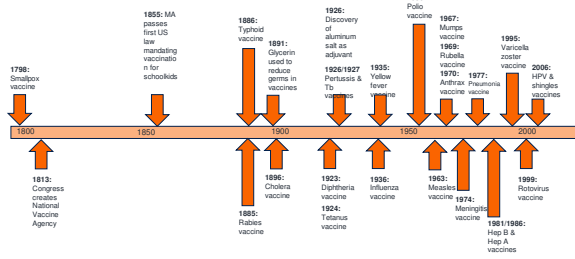 1798:
Smallpox
vaccine
1855: MA
passes
first US
law
mandating
vaccinatio
n for
schoolkids
1886:
Typhoid
vaccine
1891:
Glycerin
used to
reduce
germs in
vaccines
1926:
Discovery
of
aluminum
salt as
adjuvant
1926/1927
Pertussis &
Tb
vaccines
1935:
Yellow
fever
vaccine
Polio
vaccine
1967:
Mumps
vaccine
1969:
Rubella
vaccine
1970:
Anthrax
vaccine
1977:
Pneumonia
vaccine
1995:
Varicella
zoster
vaccine
2006:
HPV &
shingles
vaccines
1800
1850
1900
1950
2000
1813:
Congress
creates
National
Vaccine
Agency
1885:
Rabies
vaccine
1896:
Cholera
vaccine
1923:
Diphtheria
vaccine
1924:
Tetanus
vaccine
1936:
Influenza
vaccine
1963:
Measles
vaccine
1974:
Meningitis
vaccine
1981/1986:
Hep B &
Hep A
vaccines
1999:
Rotovirus
vaccine